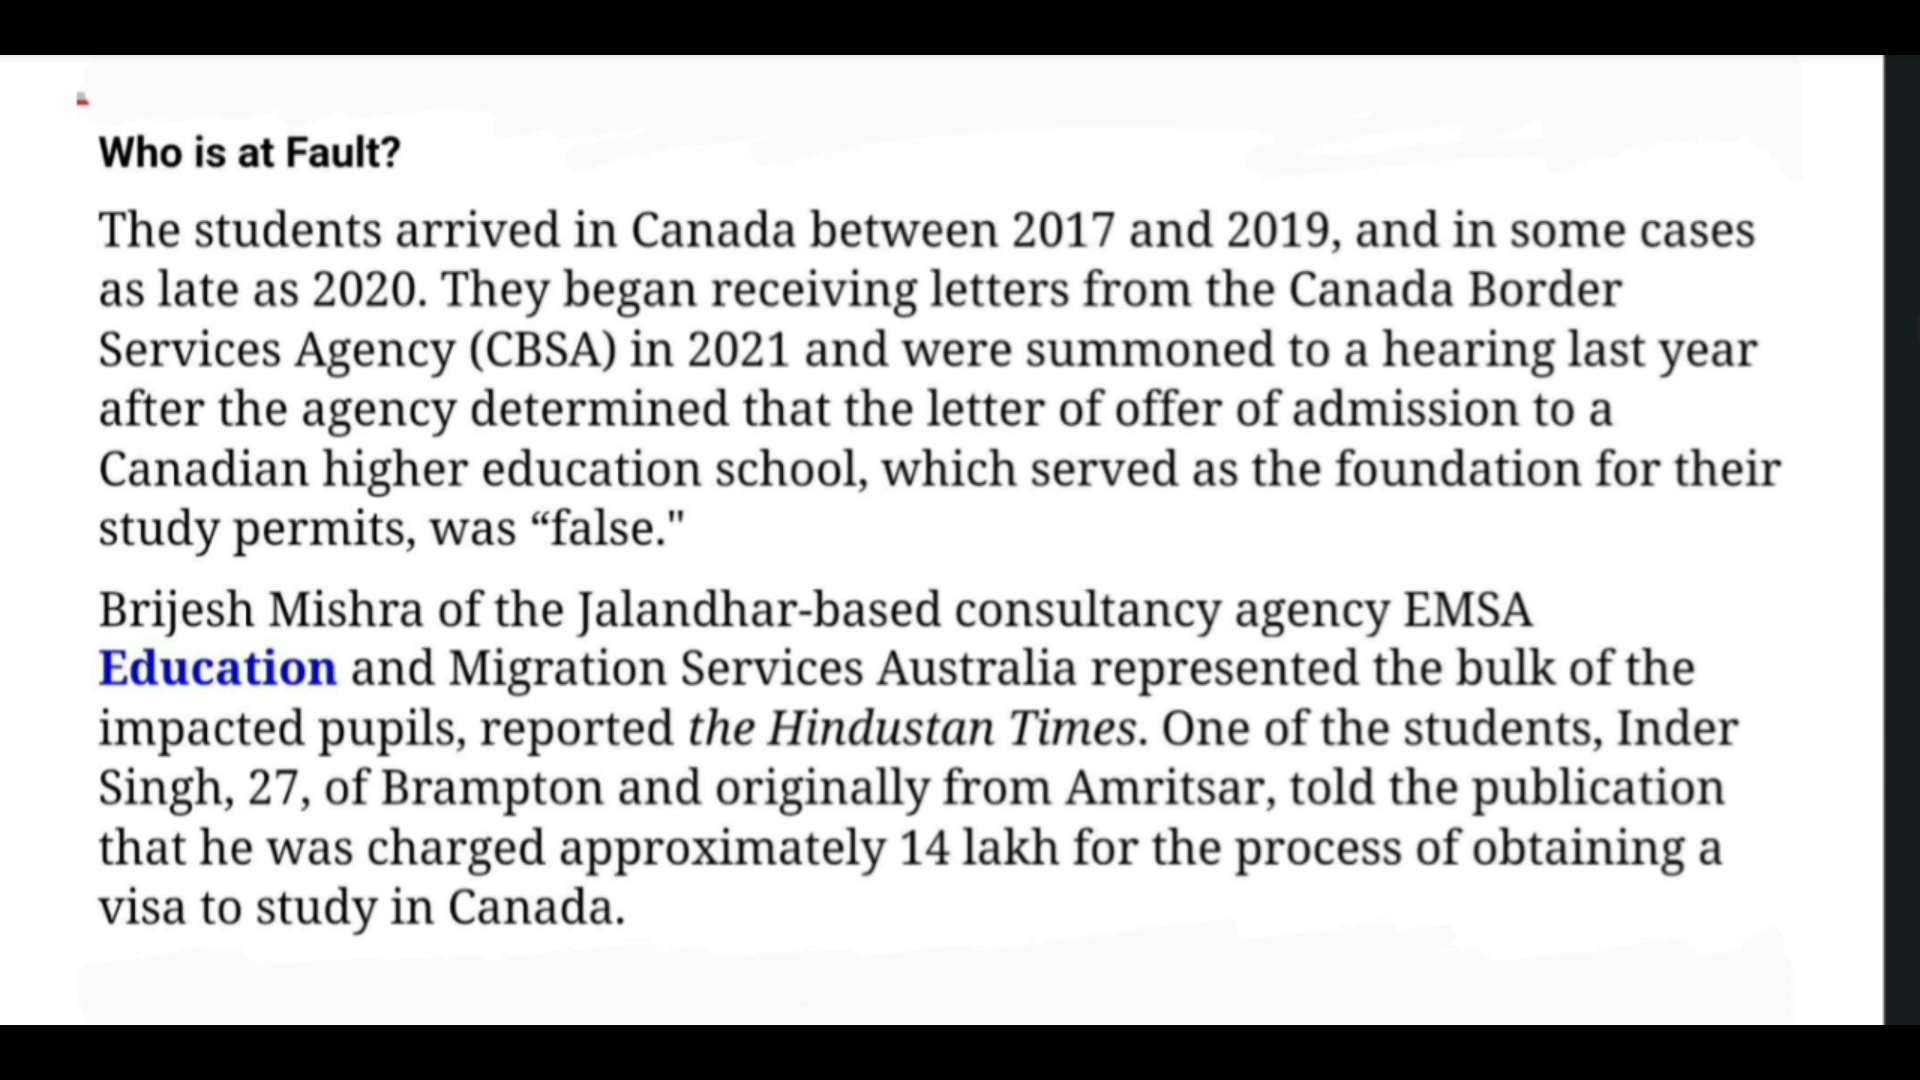 Who is at Fault?
The students arrived in Canada between 2017 and 2019, and in some cases
as late as 2020. They began receiving letters from the Canada Border
Services Agency (CBSA) in 2021 and were summoned to a hearing last year
after the agency determined that the letter of offer of admission to a
Canadian higher education school, which served as the foundation for their
study permits, was “false."
Brijesh Mishra of the Jalandhar-based consultancy agency EMSA
Education and Migration Services Australia represented the bulk of the
impacted pupils, reported the Hindustan Times. One of the students, Inder
Singh, 27, of Brampton and originally from Amritsar, told the publication
that he was charged approximately 14 lakh for the process of obtaining a
visa to study in Canada.